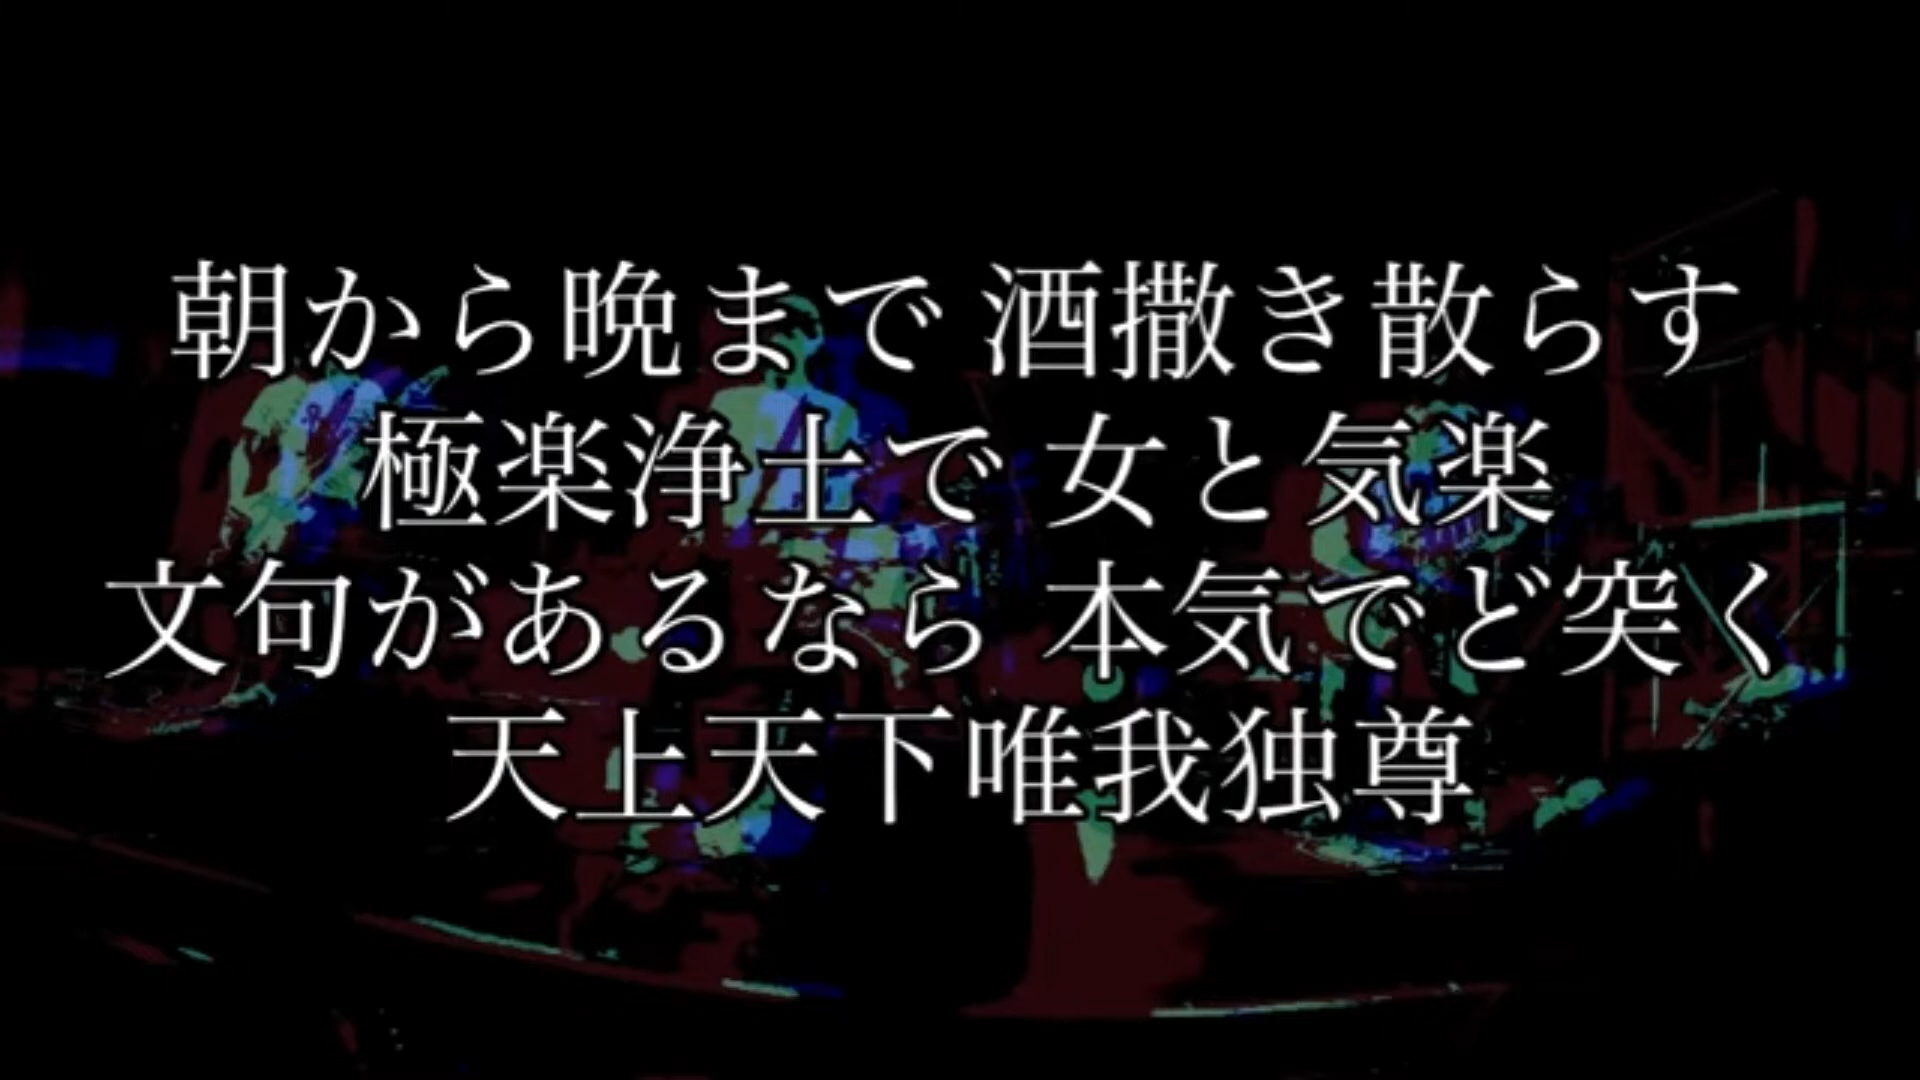 朝から晩まで 酒撒き散らす
極楽浄土で 女と気楽
文句があるなら 本気でど突く
天上天下唯我独尊